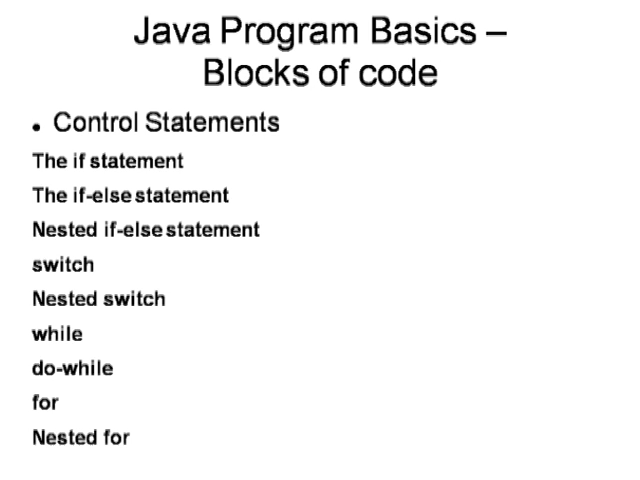 Java Program Basics –
Blocks of code
• Control Statements
The if statement
The if-else statement
Nested if-else statement
switch
Nested switch
while
do-while
for
Nested for